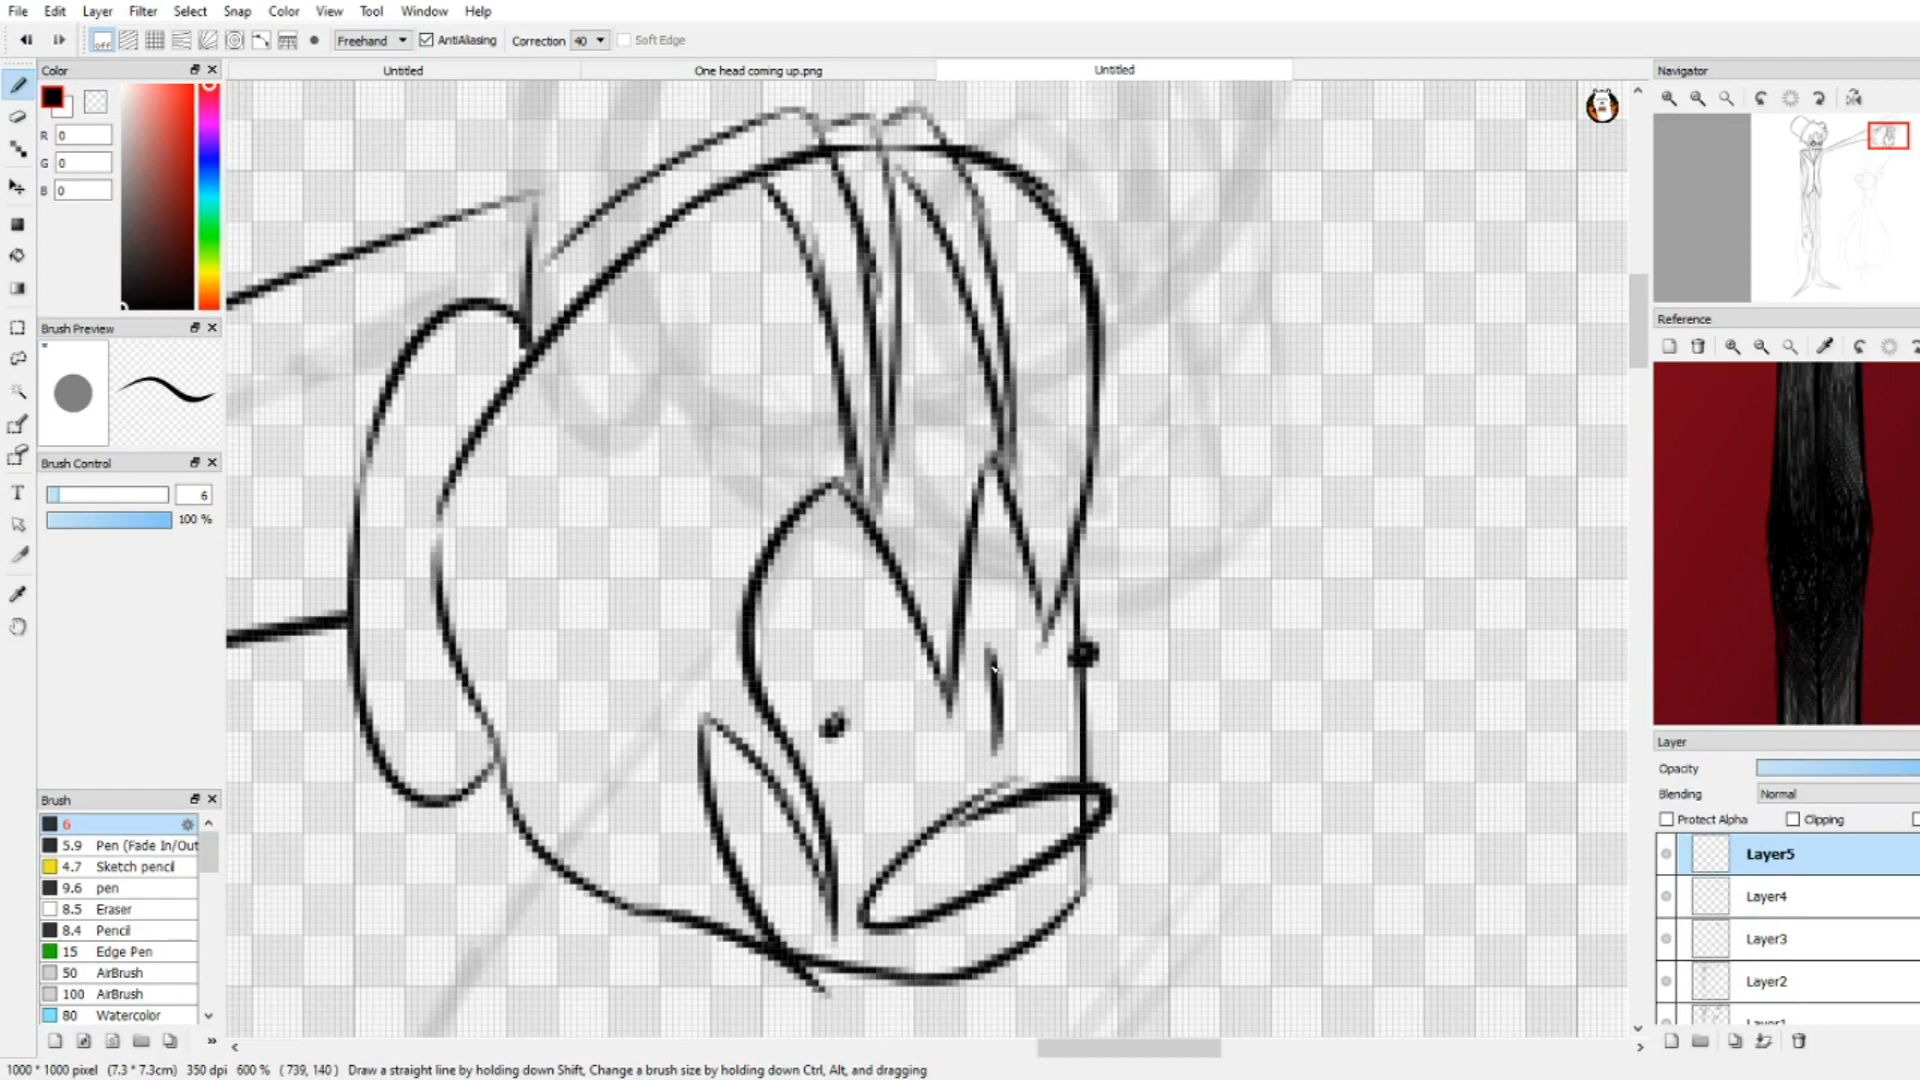 File Edit Layer Filter Select Snap Color View Tool Window Help
off Freehand AntiAliasing Correction 40 Soft Edge
Color
Untitled
One head coming up.png
Untitled
Navigator
R 0
G 0
B 0
Brush Preview
Reference
Brush Control
6
100 %
Layer
Opacity
Blending Normal
Protect Alpha Clipping
Brush
6
5.9 Pen (Fade In/Out
4.7 Sketch pencil
9.6 pen
8.5 Eraser
8.4 Pencil
15 Edge Pen
50 AirBrush
100 AirBrush
80 Watercolor
Layer5
Layer4
Layer3
Layer2
Layer1
1000 * 1000 pixel (7.3 * 7.3cm) 350 dpi 600 % ( 739, 140 ) Draw a straight line by holding down Shift, Change a brush size by holding down Ctrl, Alt, and dragging